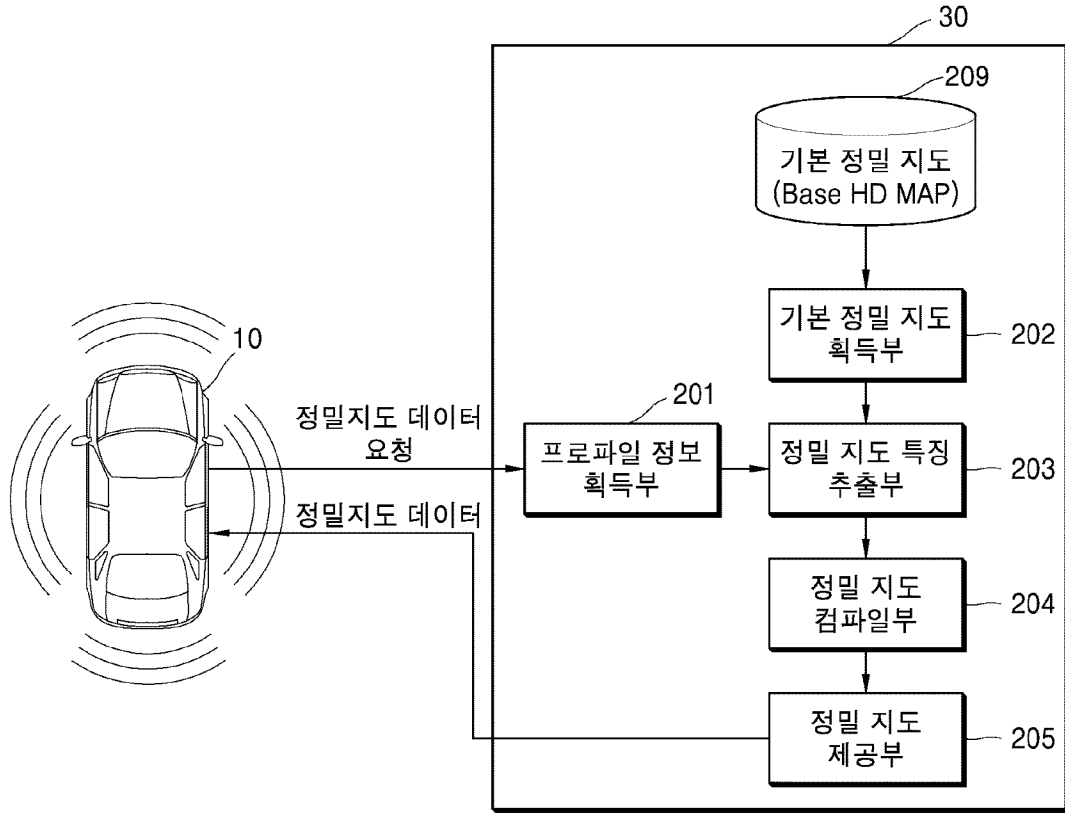 30
209
기본 정밀 지도
(Base HD MAP)
기본 정밀 지도
획득부
202
10
정밀지도 데이터
요청
201
프로파일 정보
획득부
정밀 지도 특징
추출부
203
정밀지도 데이터
정밀 지도
컴파일부
204
정밀 지도
제공부
205